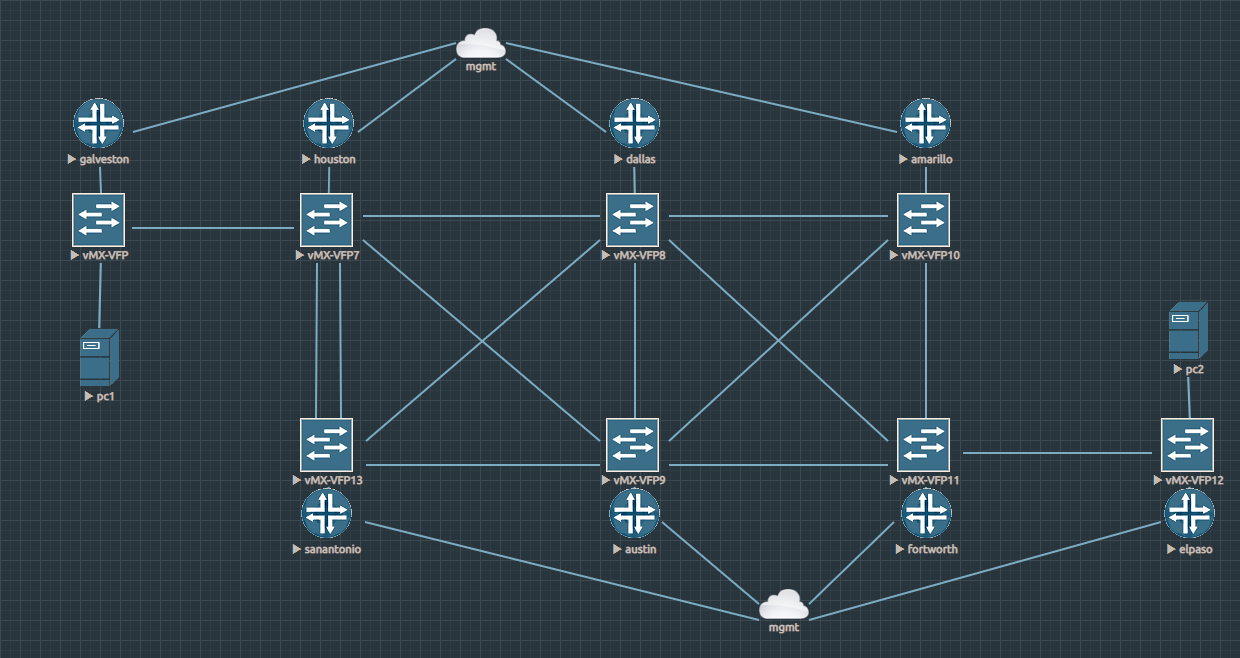 mgmt
galveston
houston
dallas
amarillo
vMX-VFP
vMX-VFP7
vMX-VFP8
vMX-VFP10
pc2
pc1
vMX-VFP13
vMX-VFP9
vMX-VFP11
vMX-VFP12
sanantonio
austin
fortworth
elpaso
mgmt